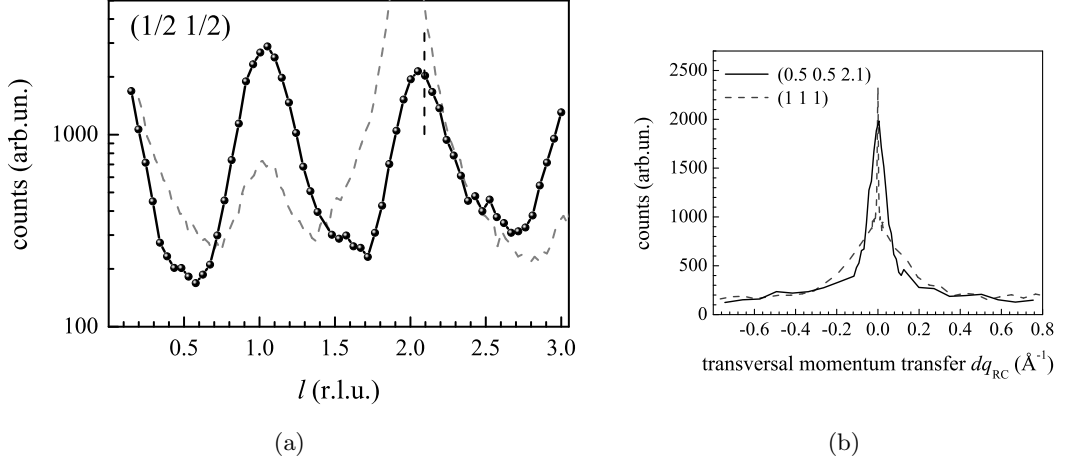 (1/2 1/2)
counts (arb.un.)
1000
100
0.5 1.0 1.5 2.0 2.5 3.0
l (r.l.u.)
(a)
(0.5 0.5 2.1)
(1 1 1)
counts (arb.un.)
2500
2000
1500
1000
500
0
-0.6 -0.4 -0.2 0.0 0.2 0.4 0.6 0.8
transversal momentum transfer dq_RC (Å⁻¹)
(b)